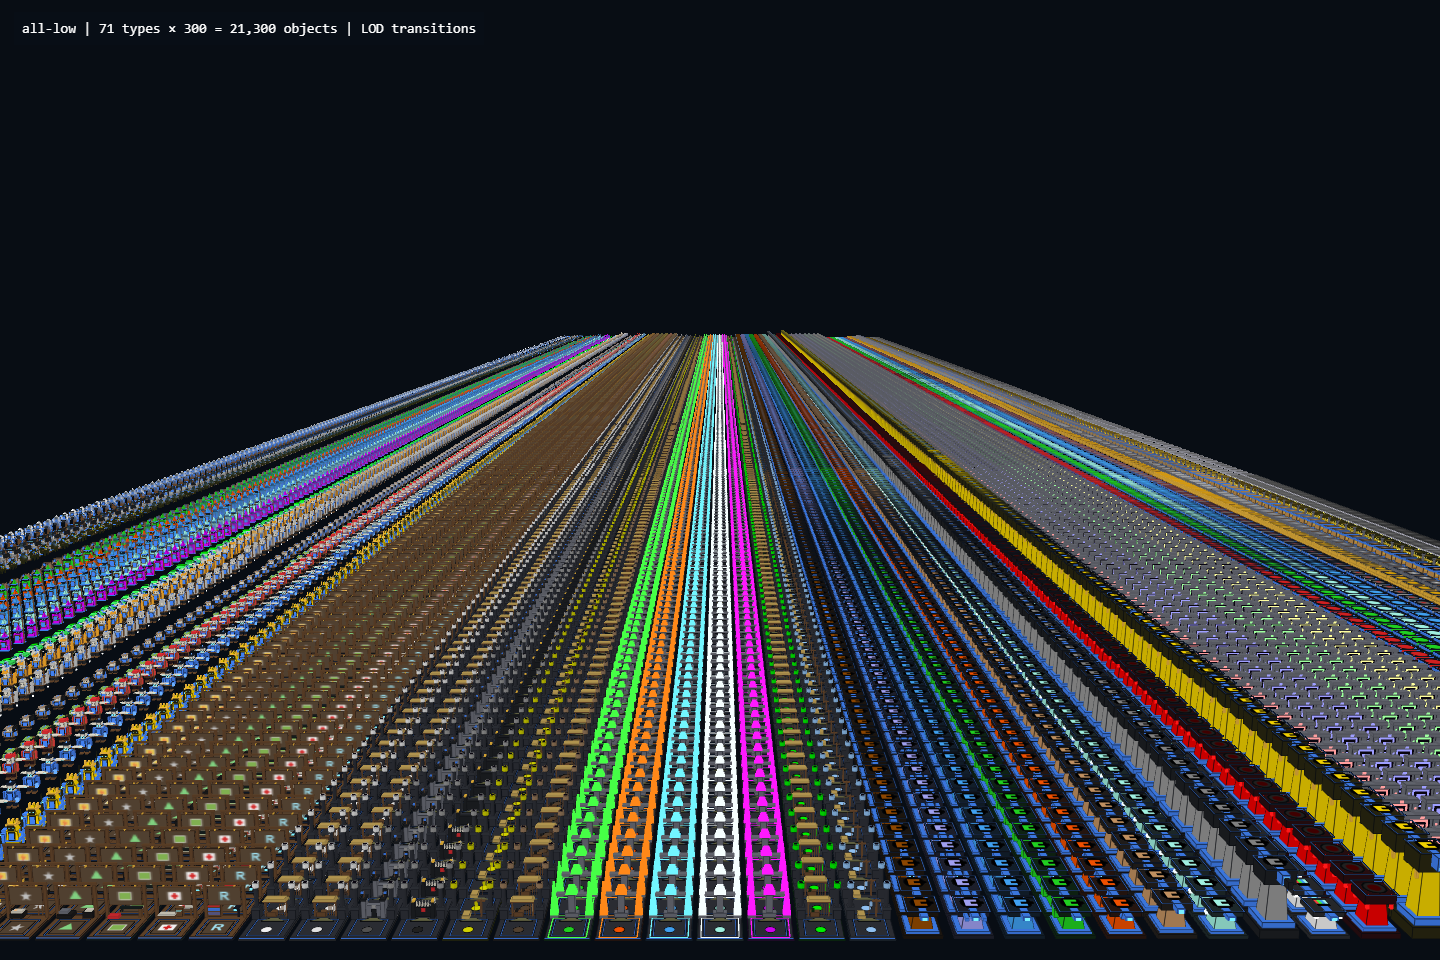 all-low | 71 types × 300 = 21,300 objects | LOD transitions
R